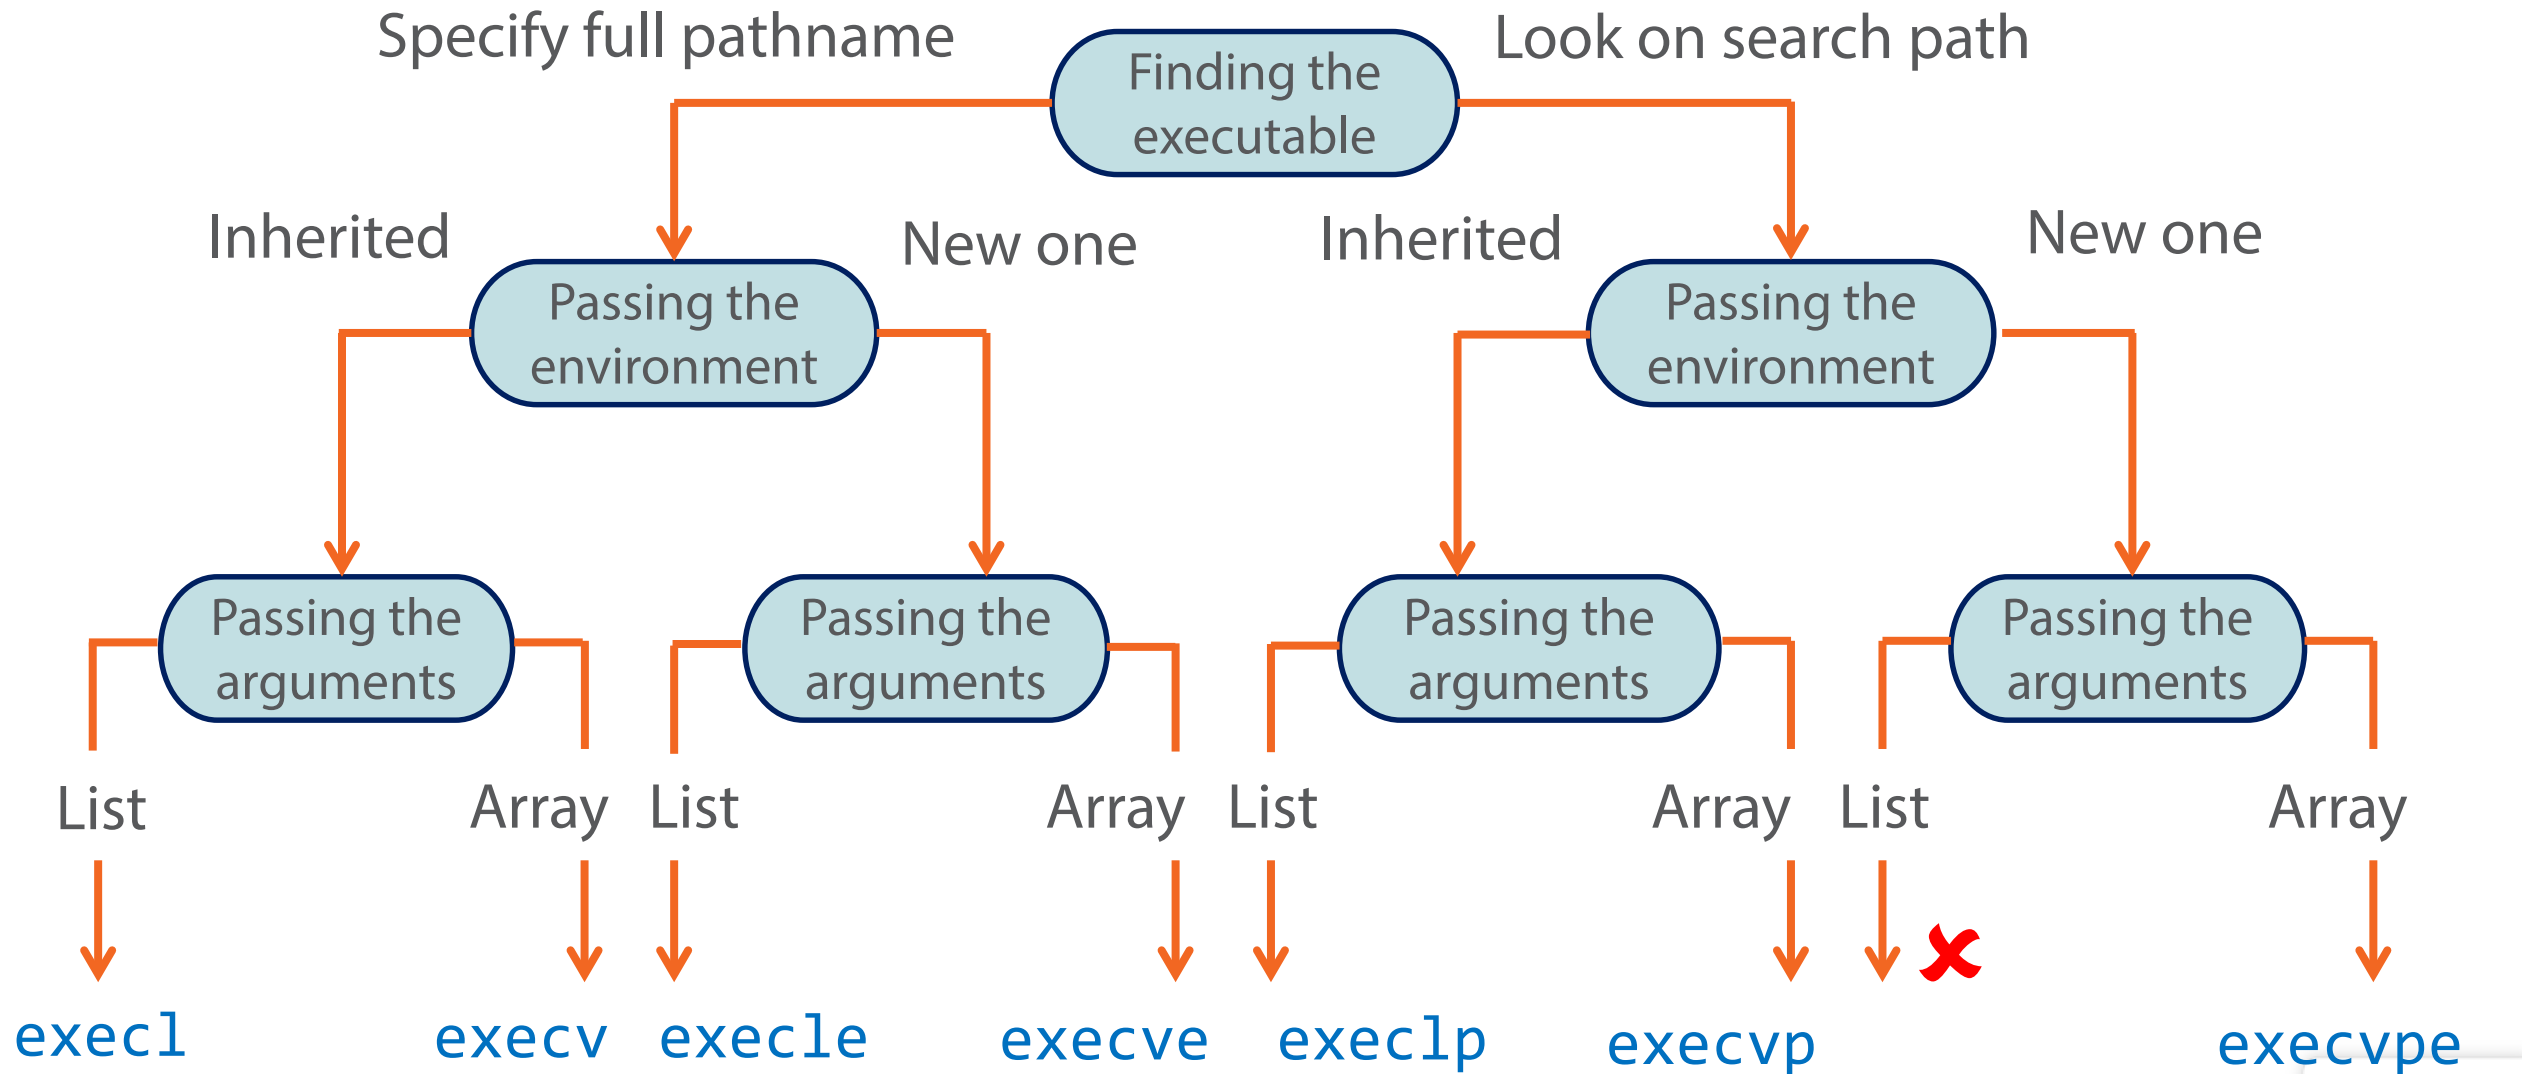 Specify full pathname
Finding the
executable
Look on search path
Inherited
New one
Inherited
New one
Passing the
environment
Passing the
environment
Passing the
arguments
Passing the
arguments
Passing the
arguments
Passing the
arguments
List
Array
List
Array
List
Array
List
Array
execl
execv
execle
execve
execlp
execvp
execvpe